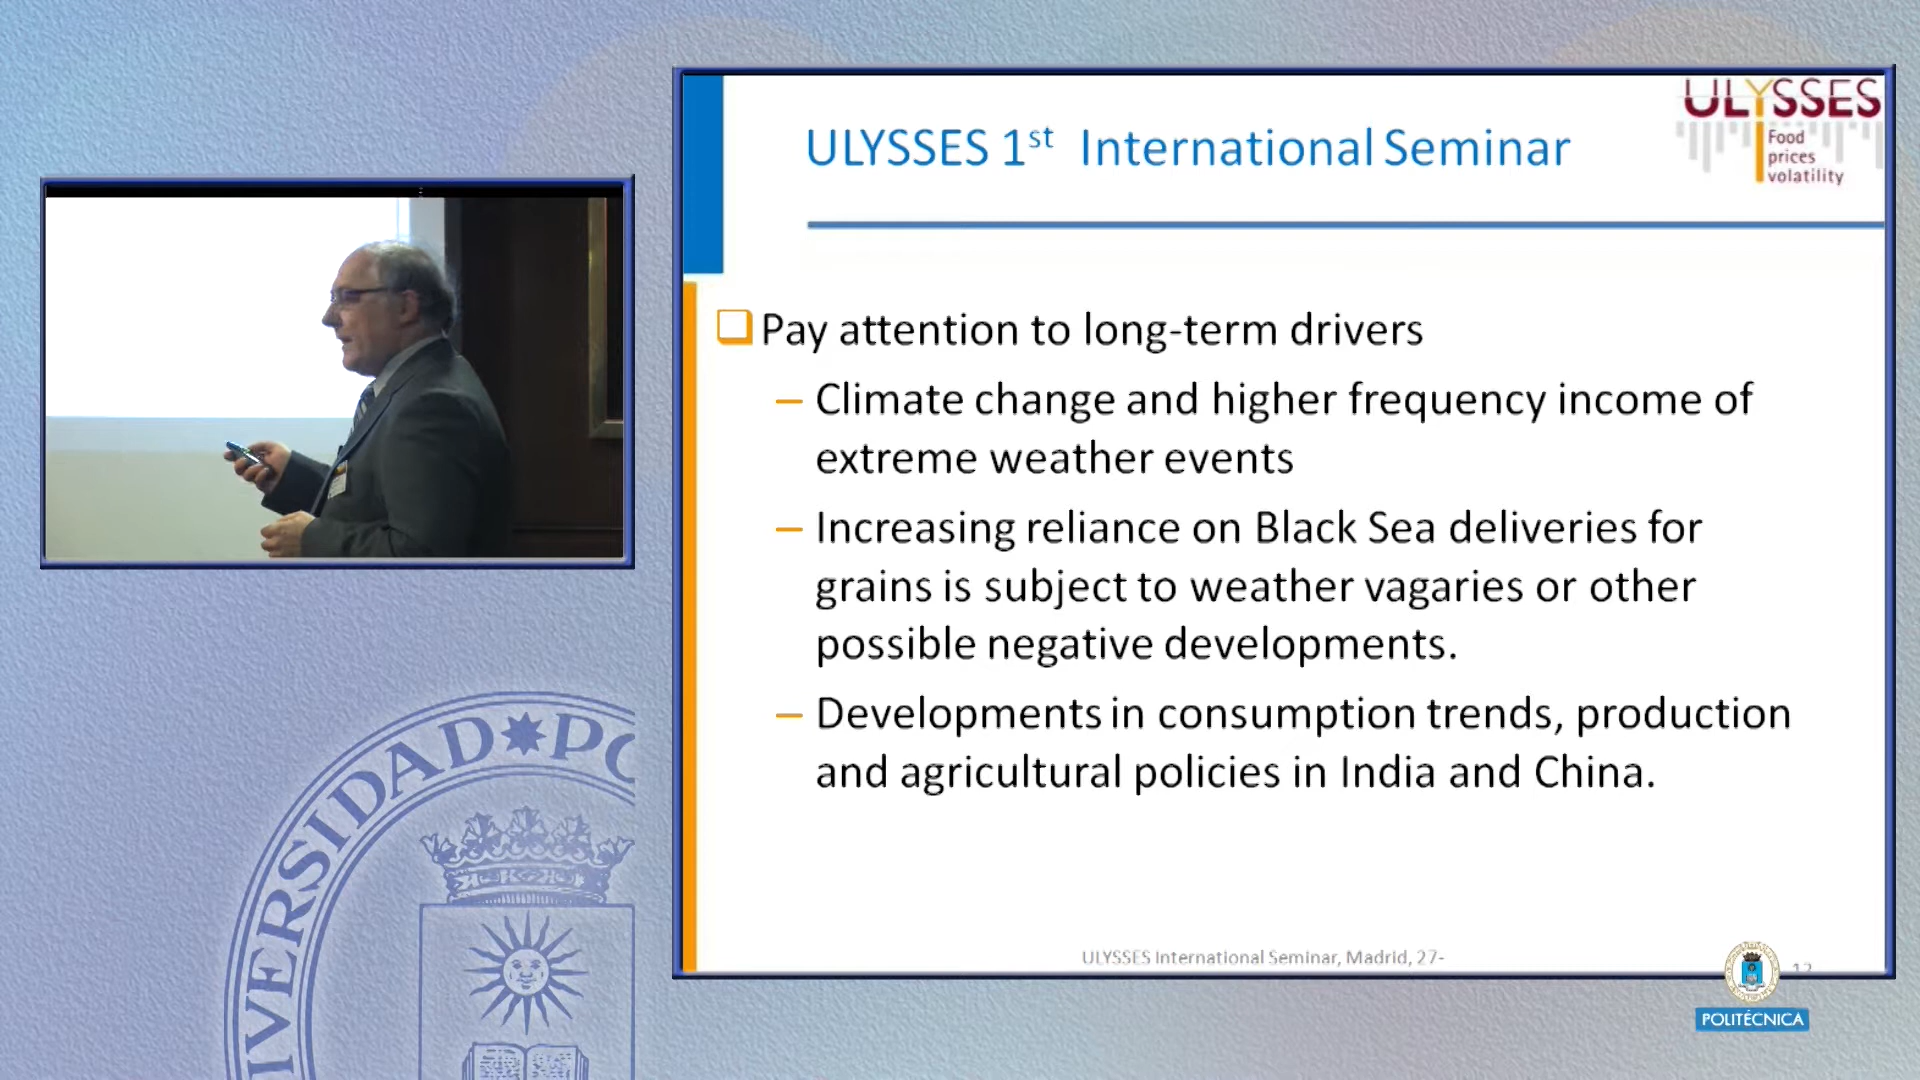 ULYSSES
Food
prices
volatility
ULYSSES 1st International Seminar
Pay attention to long-term drivers
– Climate change and higher frequency income of
extreme weather events
– Increasing reliance on Black Sea deliveries for
grains is subject to weather vagaries or other
possible negative developments.
– Developments in consumption trends, production
and agricultural policies in India and China.
ULYSSES International Seminar, Madrid, 27-
12
POLITÉCNICA
IVERSIDAD PO